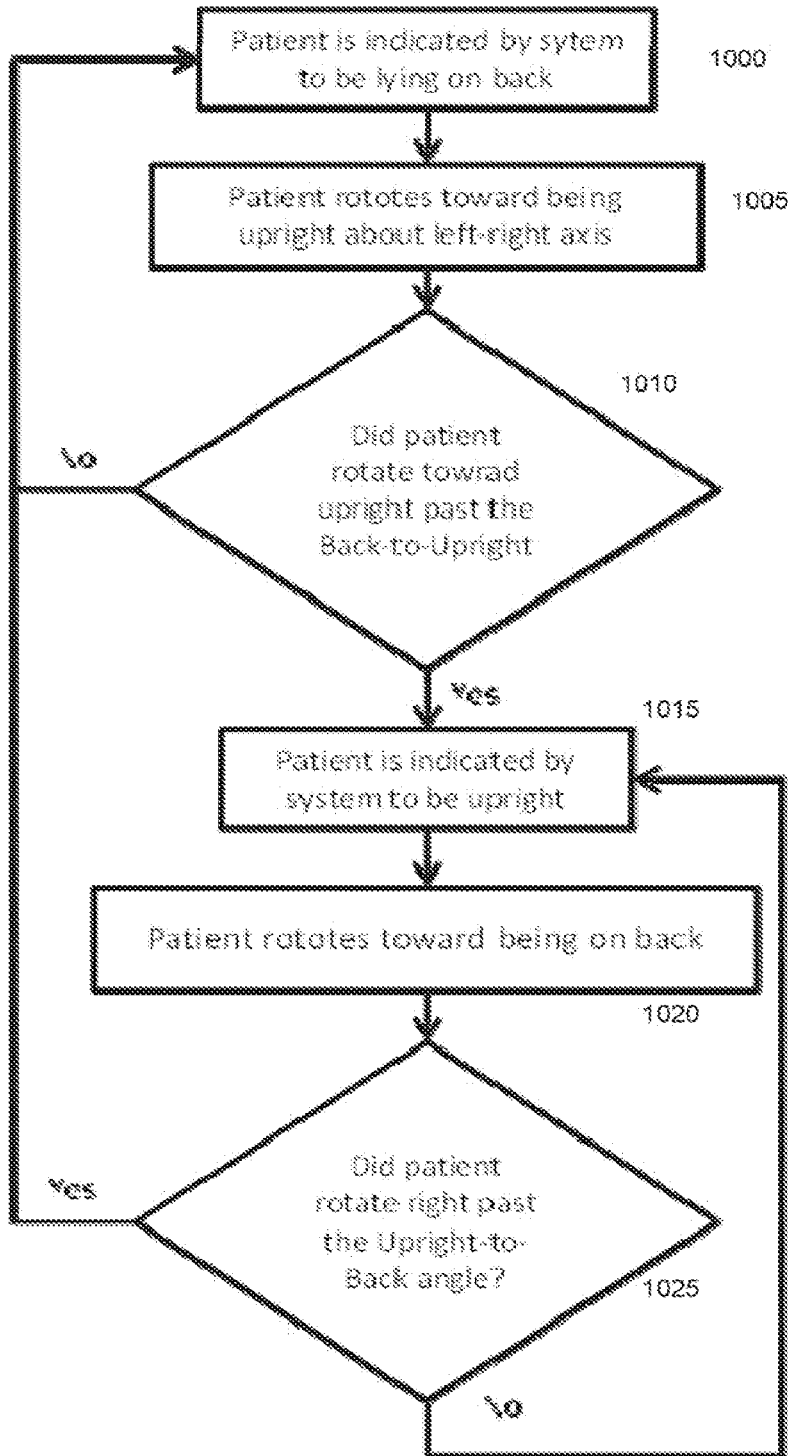 Patient is indicated by sytem
to be lying on back
1000
Patient rototes toward being
upright about left-right axis
1005
1010
Did patient
rotate towrad
upright past the
Back-to-Upright
No
Yes
1015
Patient is indicated by
system to be upright
Patient rototes toward being on back
1020
Did patient
rotate right past
the Upright-to-
Back angle?
Yes
1025
No